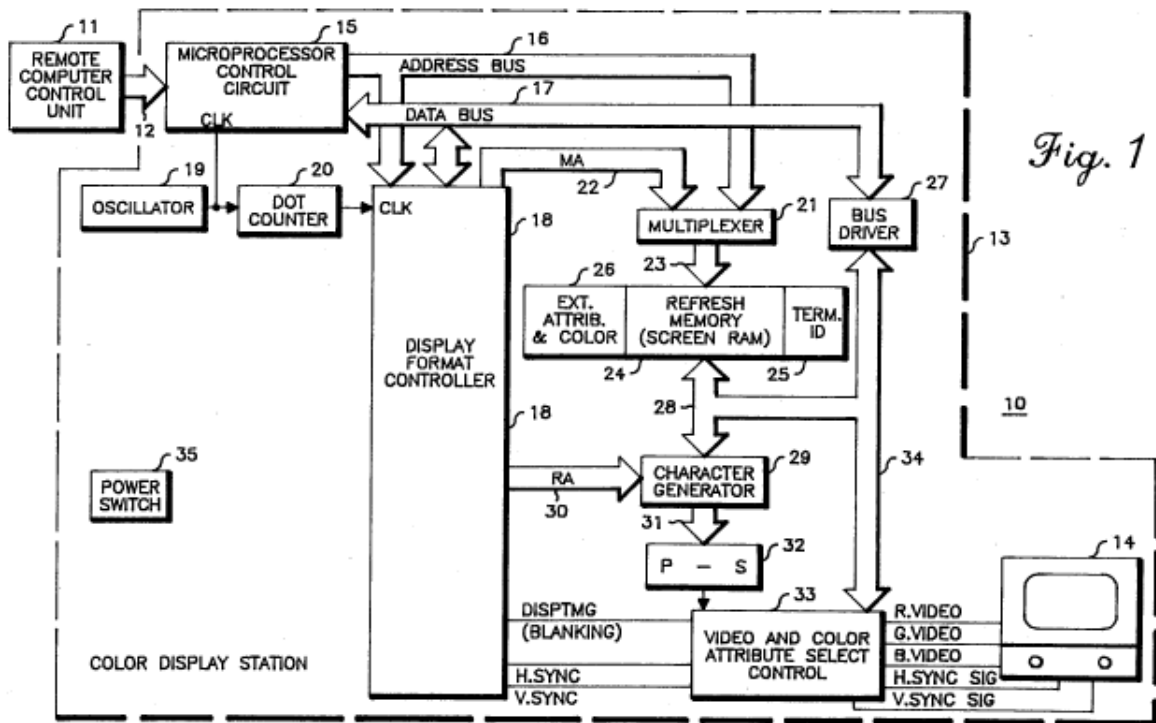 11
REMOTE
COMPUTER
CONTROL
UNIT
12
15
MICROPROCESSOR
CONTROL
CIRCUIT
CLK
16
ADDRESS BUS
17
DATA BUS
Fig. 1
19
OSCILLATOR
20
DOT
COUNTER
CLK
18
DISPLAY
FORMAT
CONTROLLER
18
MA
22
21
MULTIPLEXER
23
27
BUS
DRIVER
13
26
EXT.
ATTRIB.
& COLOR
REFRESH
MEMORY
(SCREEN RAM)
TERM.
ID
24
25
28
10
34
35
POWER
SWITCH
RA
30
29
CHARACTER
GENERATOR
31
32
P - S
33
VIDEO AND COLOR
ATTRIBUTE SELECT
CONTROL
DISPTMG
(BLANKING)
H.SYNC
V.SYNC
14
R.VIDEO
G.VIDEO
B.VIDEO
H.SYNC SIG
V.SYNC SIG
COLOR DISPLAY STATION